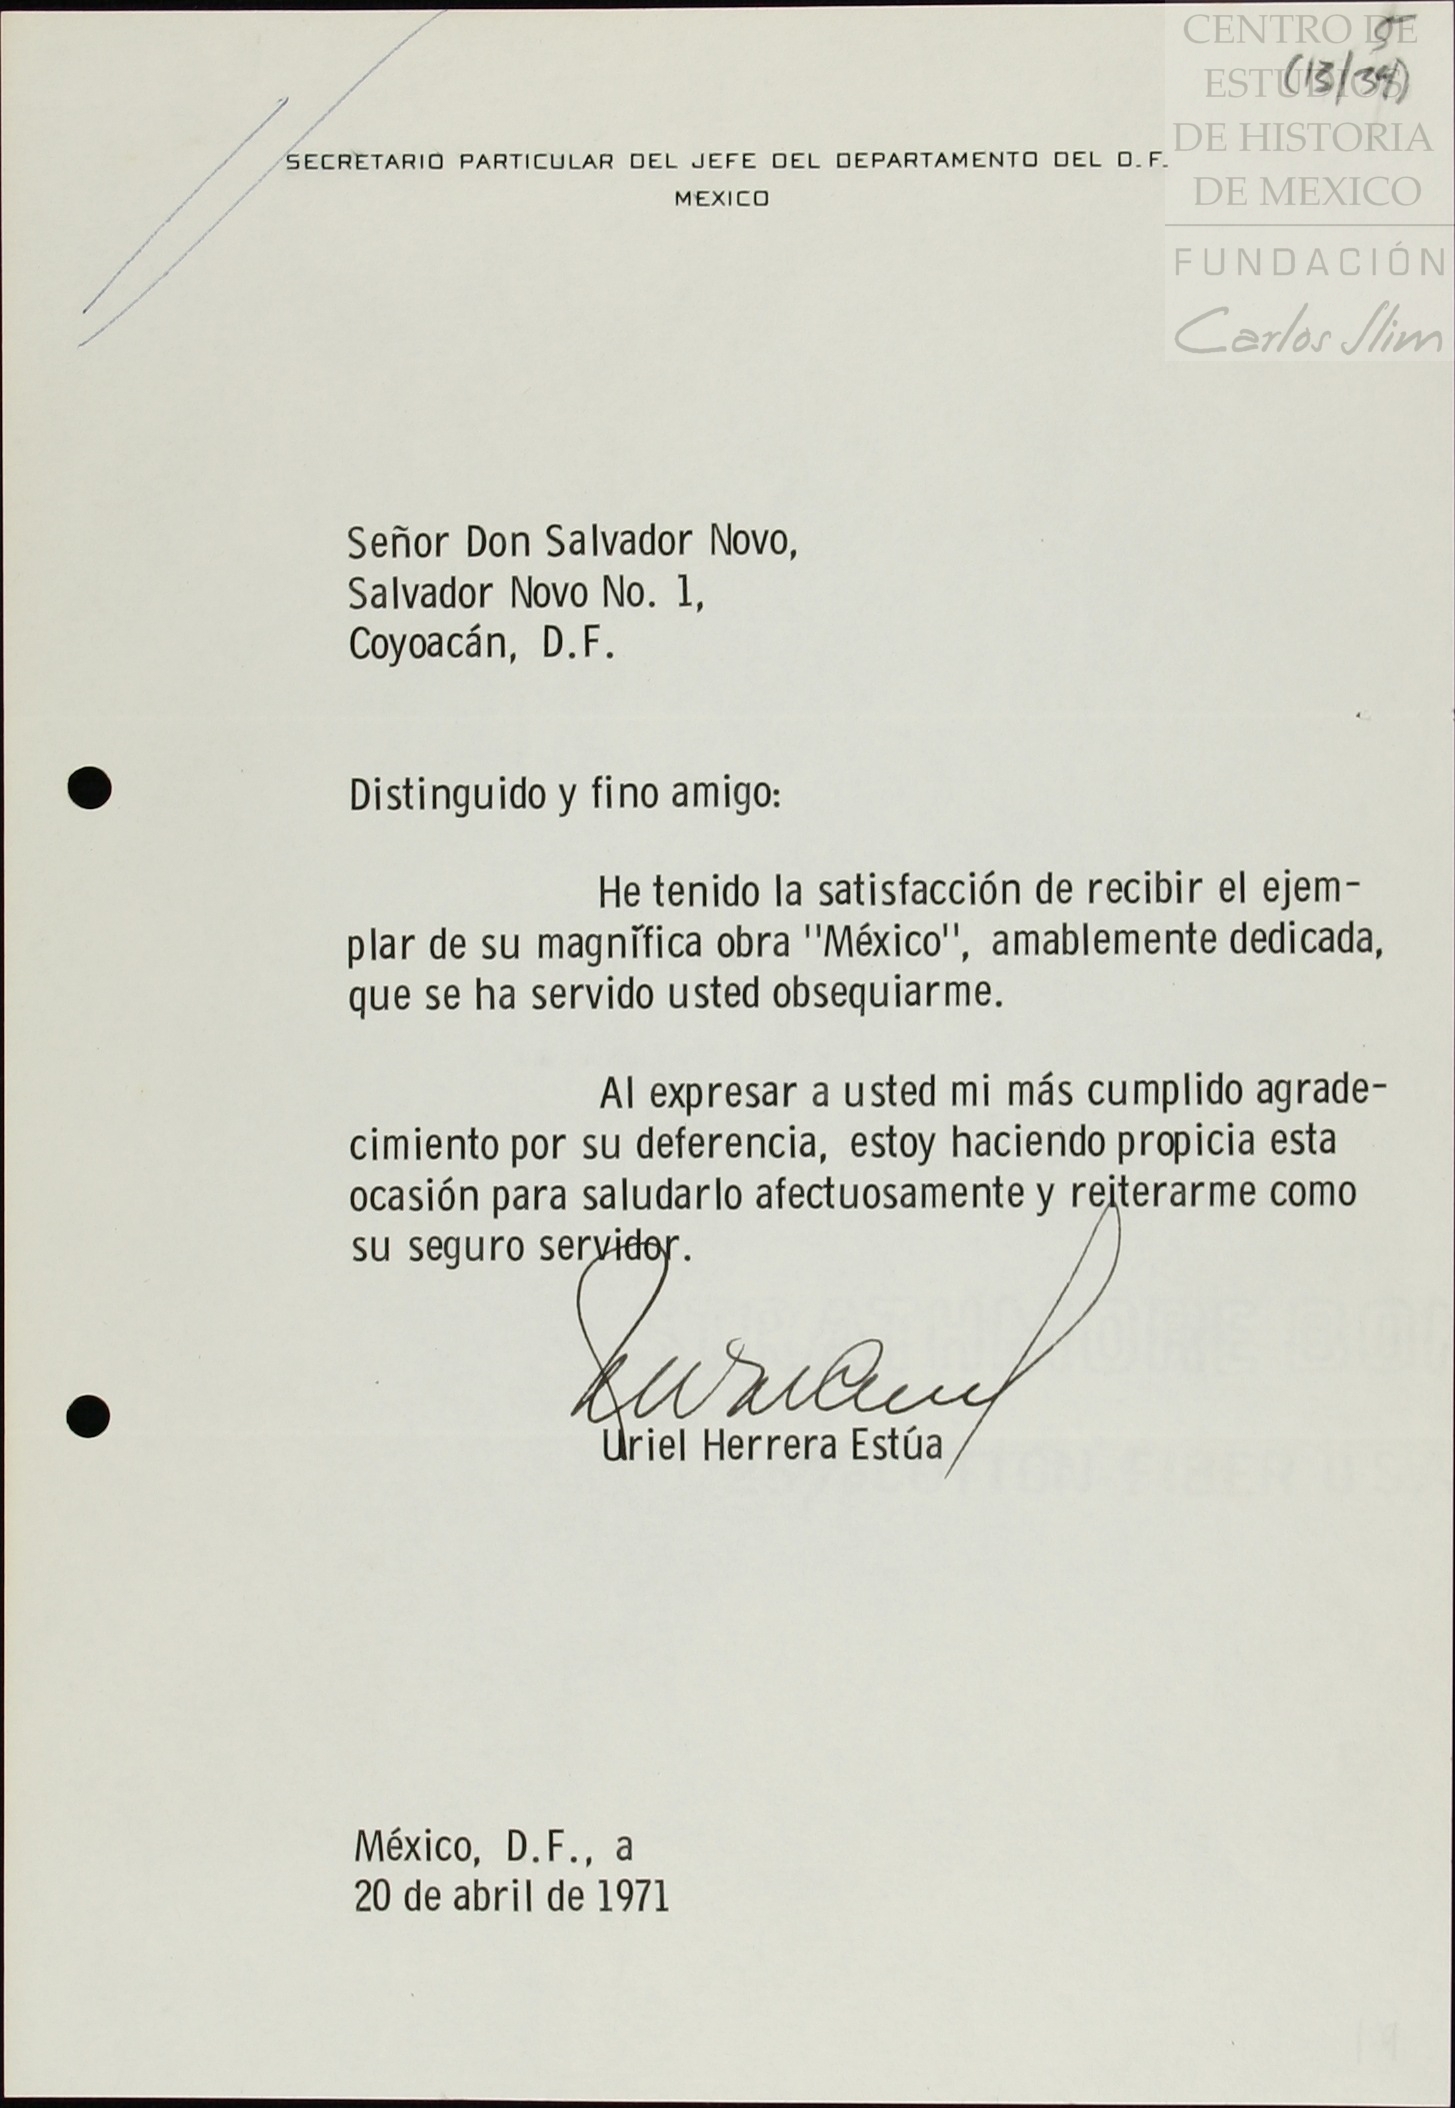 5
(13/34)
CENTRO DE
ESTUDIOS
DE HISTORIA
DE MEXICO
FUNDACIÓN
Carlos Slim
SECRETARIO PARTICULAR DEL JEFE DEL DEPARTAMENTO DEL D.F.
MEXICO
Señor Don Salvador Novo,
Salvador Novo No. 1,
Coyoacán, D.F.
Distinguido y fino amigo:
He tenido la satisfacción de recibir el ejem-
plar de su magnífica obra "México", amablemente dedicada,
que se ha servido usted obsequiarme.
Al expresar a usted mi más cumplido agrade-
cimiento por su deferencia, estoy haciendo propicia esta
ocasión para saludarlo afectuosamente y reiterarme como
su seguro servidor.
Uriel Herrera Estúa
México, D.F., a
20 de abril de 1971